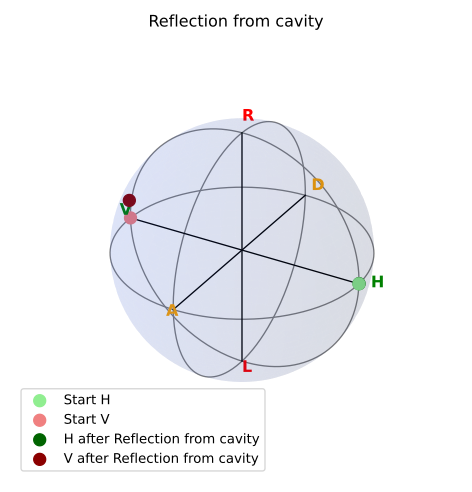 Reflection from cavity
R
D
V
H
A
L
Start H
Start V
H after Reflection from cavity
V after Reflection from cavity